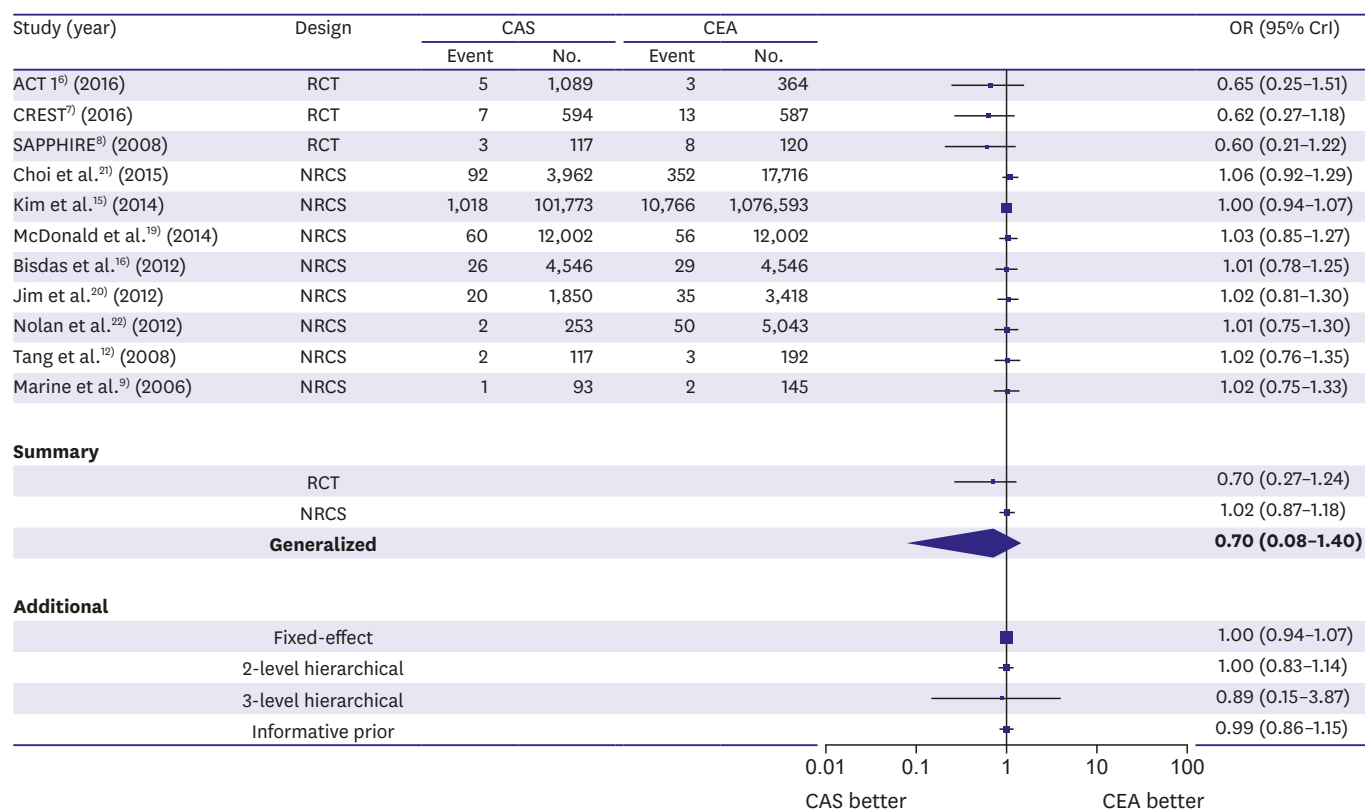 Study (year) Design CAS CEA OR (95% CrI)
Event No. Event No.
ACT 1⁶⁾ (2016) RCT 5 1,089 3 364 0.65 (0.25–1.51)
CREST⁷⁾ (2016) RCT 7 594 13 587 0.62 (0.27–1.18)
SAPPHIRE⁸⁾ (2008) RCT 3 117 8 120 0.60 (0.21–1.22)
Choi et al.²¹⁾ (2015) NRCS 92 3,962 352 17,716 1.06 (0.92–1.29)
Kim et al.¹⁵⁾ (2014) NRCS 1,018 101,773 10,766 1,076,593 1.00 (0.94–1.07)
McDonald et al.¹⁹⁾ (2014) NRCS 60 12,002 56 12,002 1.03 (0.85–1.27)
Bisdas et al.¹⁶⁾ (2012) NRCS 26 4,546 29 4,546 1.01 (0.78–1.25)
Jim et al.²⁰⁾ (2012) NRCS 20 1,850 35 3,418 1.02 (0.81–1.30)
Nolan et al.²²⁾ (2012) NRCS 2 253 50 5,043 1.01 (0.75–1.30)
Tang et al.¹²⁾ (2008) NRCS 2 117 3 192 1.02 (0.76–1.35)
Marine et al.⁹⁾ (2006) NRCS 1 93 2 145 1.02 (0.75–1.33)
Summary
RCT 0.70 (0.27–1.24)
NRCS 1.02 (0.87–1.18)
Generalized 0.70 (0.08–1.40)
Additional
Fixed-effect 1.00 (0.94–1.07)
2-level hierarchical 1.00 (0.83–1.14)
3-level hierarchical 0.89 (0.15–3.87)
Informative prior 0.99 (0.86–1.15)
0.01 0.1 1 10 100
CAS better CEA better